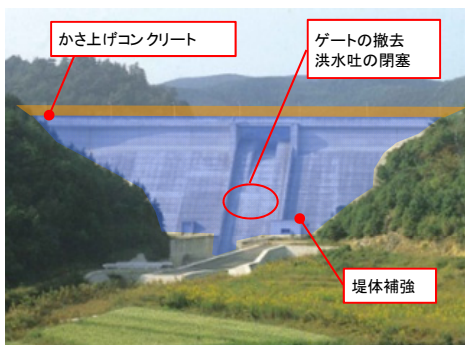 かさ上げコンクリート
ゲートの撤去
洪水吐の閉塞
堤体補強